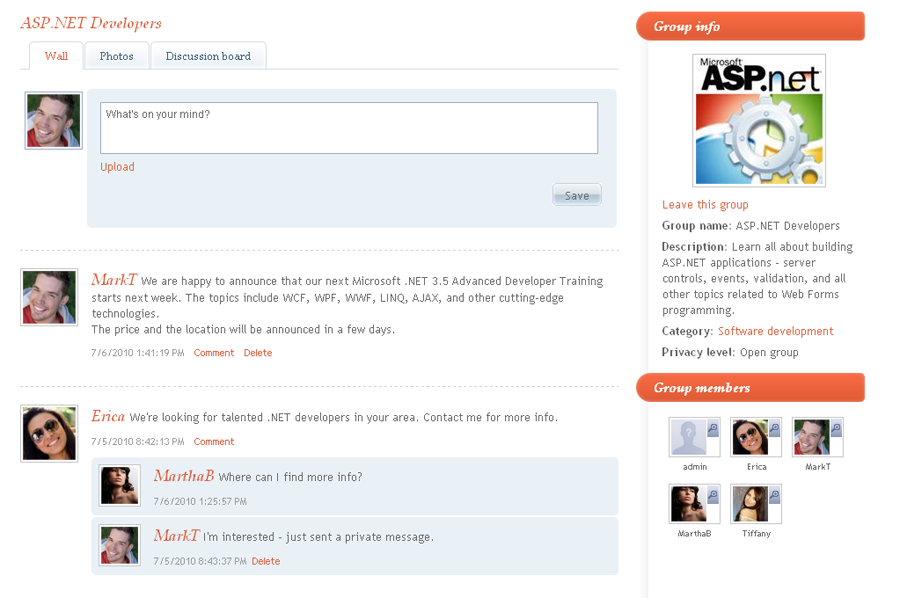 ASP.NET Developers
Wall
Photos
Discussion board
What's on your mind?
Upload
Save
MarkT We are happy to announce that our next Microsoft .NET 3.5 Advanced Developer Training
starts next week. The topics include WCF, WPF, WWF, LINQ, AJAX, and other cutting-edge
technologies.
The price and the location will be announced in a few days.
7/6/2010 1:41:19 PM Comment Delete
Erica We're looking for talented .NET developers in your area. Contact me for more info.
7/5/2010 8:42:13 PM Comment
MarthaB Where can I find more info?
7/6/2010 1:25:57 PM
MarkT I'm interested - just sent a private message.
7/5/2010 8:43:37 PM Delete
Group info
Microsoft
ASP.net
Leave this group
Group name: ASP.NET Developers
Description: Learn all about building
ASP.NET applications - server
controls, events, validation, and all
other topics related to Web Forms
programming.
Category: Software development
Privacy level: Open group
Group members
?
admin
Erica
MarkT
MarthaB
Tiffany